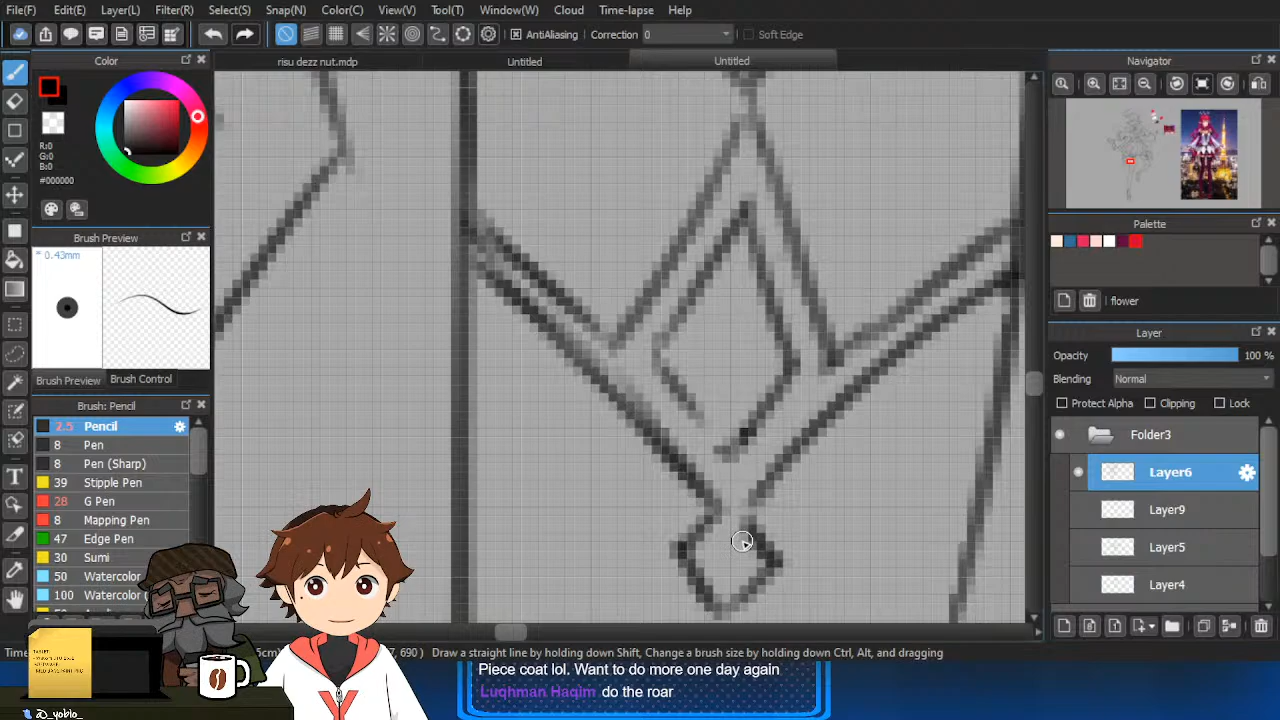 File(F) Edit(E) Layer(L) Filter(R) Select(S) Snap(N) Color(C) View(V) Tool(T) Window(W) Cloud Time-lapse Help
AntiAliasing Correction 0 Soft Edge
Color
risu dezz nut.mdp
Untitled
Untitled
Navigator
R:0
G:0
B:0
#000000
Brush Preview
* 0.43mm
Brush Preview Brush Control
Brush: Pencil
2.5 Pencil
8 Pen
8 Pen (Sharp)
39 Stipple Pen
28 G Pen
8 Mapping Pen
47 Edge Pen
30 Sumi
50 Watercolor
100 Watercolor (
Palette
flower
Layer
Opacity 100 %
Blending Normal
Protect Alpha Clipping Lock
Folder3
Layer6
Layer9
Layer5
Layer4
, 690 ) Draw a straight line by holding down Shift, Change a brush size by holding down Ctrl, Alt, and dragging
Piece coat lol. Want to do more one day again
Luqhman Haqim do the roar